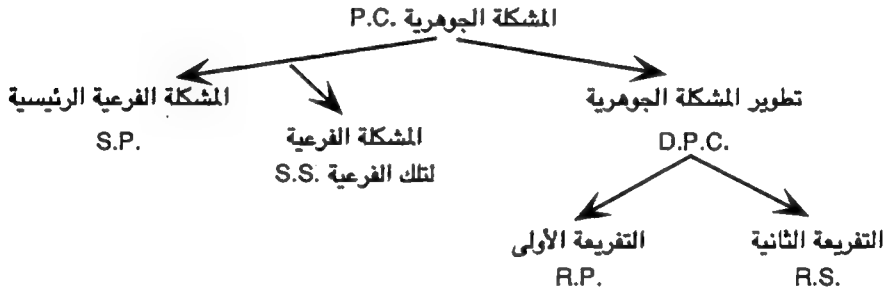 المشكلة الجوهرية P.C.
تطوير المشكلة الجوهرية
D.P.C.
المشكلة الفرعية الرئيسية
S.P.
المشكلة الفرعية
لتلك الفرعية S.S.
التفريعة الثانية
R.S.
التفريعة الأولى
R.P.